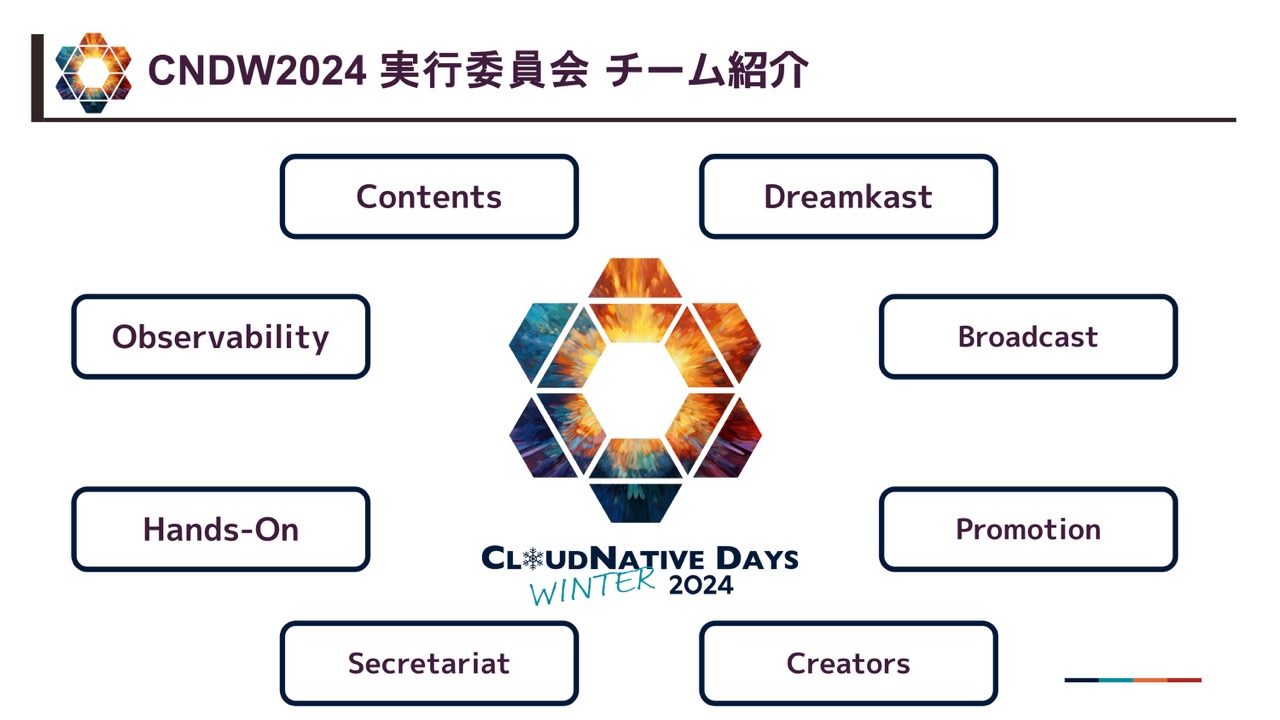 CNDW2024 実行委員会 チーム紹介
Contents
Dreamkast
Observability
Broadcast
Hands-On
Promotion
CLOUDNATIVE DAYS
WINTER 2024
Secretariat
Creators